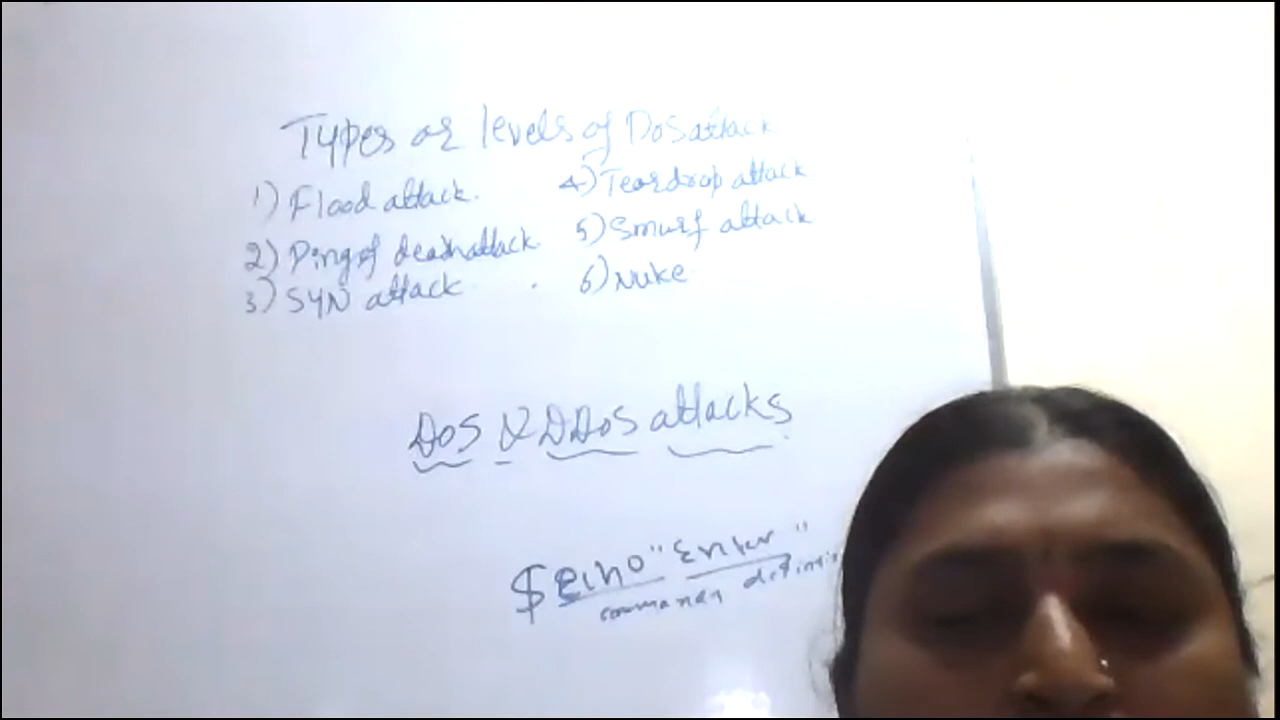 Types or levels of DoS attack
1) Flood attack.
2) Ping of death attack.
3) SYN attack
4) Teardrop attack
5) Smurf attack
6) Nuke
DoS & DDoS attacks
$ echo "Enter"
command